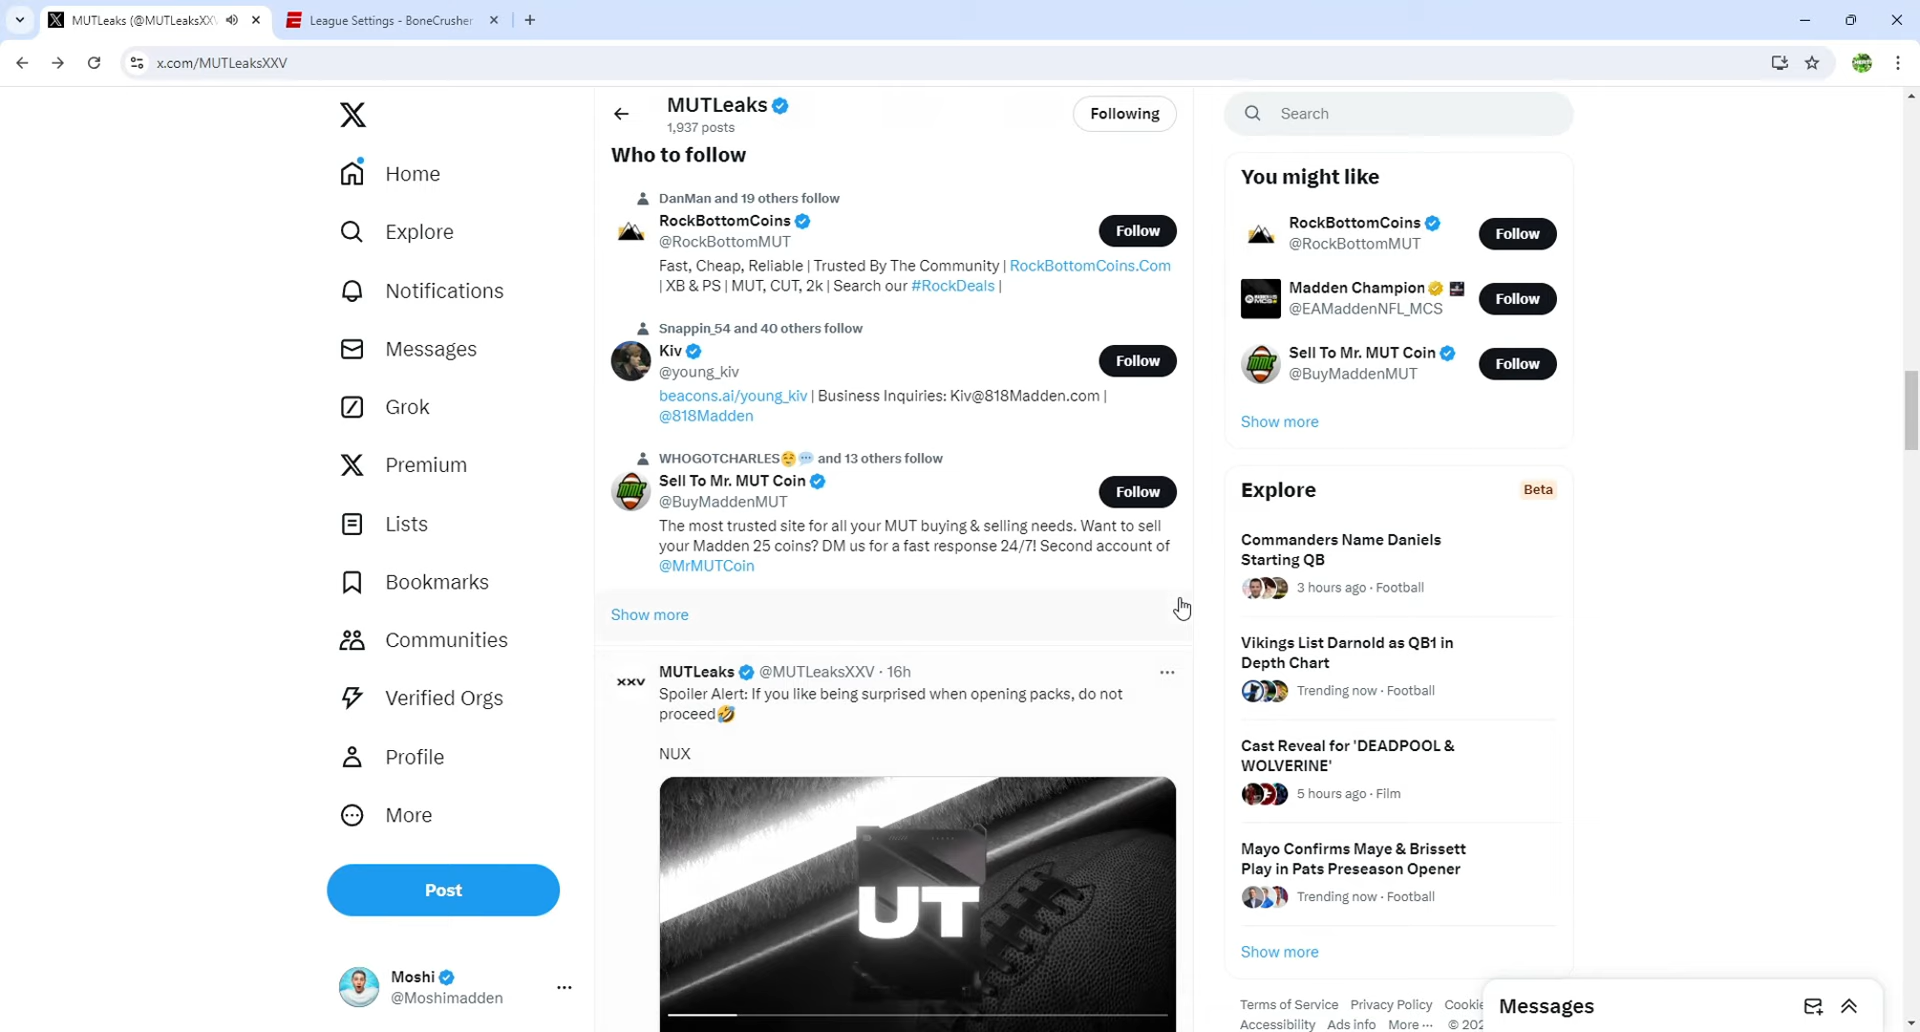 MUTLeaks (@MUTLeaksXX
League Settings - BoneCrusher
x.com/MUTLeaksXXV
Home
Explore
Notifications
Messages
Grok
Premium
Lists
Bookmarks
Communities
Verified Orgs
Profile
More
Post
Moshi
@Moshimadden
MUTLeaks
1,937 posts
Following
Who to follow
DanMan and 19 others follow
RockBottomCoins
@RockBottomMUT
Follow
Fast, Cheap, Reliable | Trusted By The Community | RockBottomCoins.Com
| XB & PS | MUT, CUT, 2k | Search our #RockDeals |
Snappin_54 and 40 others follow
Kiv
@young_kiv
Follow
beacons.ai/young_kiv | Business Inquiries: Kiv@818Madden.com |
@818Madden
WHOGOTCHARLES😌💬 and 13 others follow
Sell To Mr. MUT Coin
@BuyMaddenMUT
Follow
The most trusted site for all your MUT buying & selling needs. Want to sell
your Madden 25 coins? DM us for a fast response 24/7! Second account of
@MrMUTCoin
Show more
XXV
MUTLeaks @MUTLeaksXXV · 16h
Spoiler Alert: If you like being surprised when opening packs, do not
proceed🤣
NUX
UT
Search
You might like
RockBottomCoins
@RockBottomMUT
Follow
Madden Champion
@EAMaddenNFL_MCS
Follow
Sell To Mr. MUT Coin
@BuyMaddenMUT
Follow
Show more
Explore
Beta
Commanders Name Daniels
Starting QB
3 hours ago · Football
Vikings List Darnold as QB1 in
Depth Chart
Trending now · Football
Cast Reveal for 'DEADPOOL &
WOLVERINE'
5 hours ago · Film
Mayo Confirms Maye & Brissett
Play in Pats Preseason Opener
Trending now · Football
Show more
Terms of Service Privacy Policy Cookie
Accessibility Ads info More ··· © 202
Messages